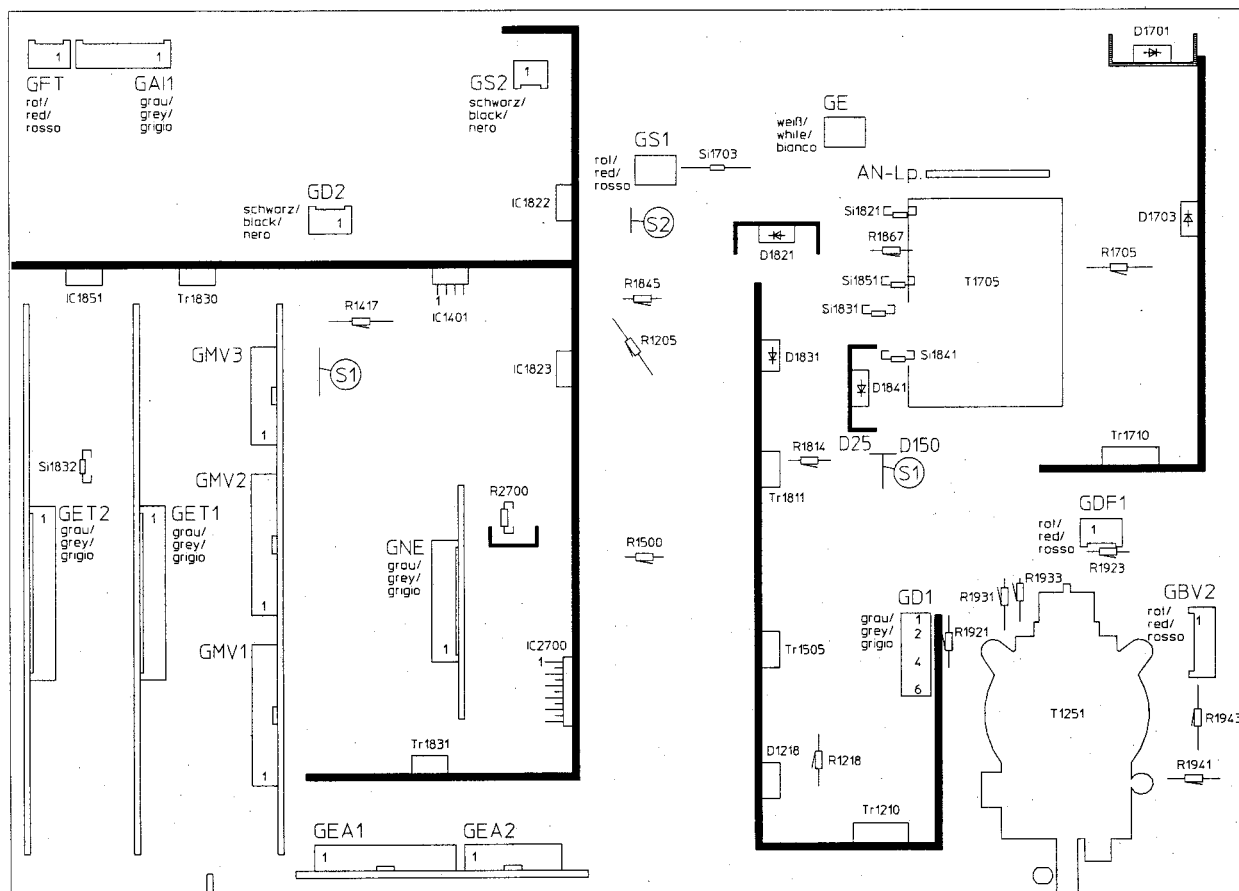 D1701
1
1
1
GFT
GAI1
GS2
GE
rot/
red/
rosso
grau/
grey/
grigio
schwarz/
black/
nero
weiß/
white/
bianco
GS1
Si1703
rot/
red/
rosso
AN-Lp.
GD2
schwarz/
black/
nero
1
IC1822
S2
Si1821
D1703
R1867
D1821
R1705
IC1851
Tr1830
1
IC1401
R1845
Si1851
T1705
R1417
Si1831
R1205
GMV3
S1
IC1823
D1831
Si1841
D1841
1
D25
D150
R1814
S1
Tr1710
Si1832
GMV2
Tr1811
R2700
GET2
1
GET1
1
grau/
grey/
grigio
grau/
grey/
grigio
GNE
grau/
grey/
grigio
GDF1
rot/
red/
rosso
1
R1500
R1923
1
R1931
R1933
GBV2
rot/
red/
rosso
1
GD1
grau/
grey/
grigio
1
2
4
6
R1921
GMV1
1
IC2700
1
Tr1505
T1251
R1943
Tr1831
D1218
R1218
R1941
1
Tr1210
GEA1
GEA2
1
1